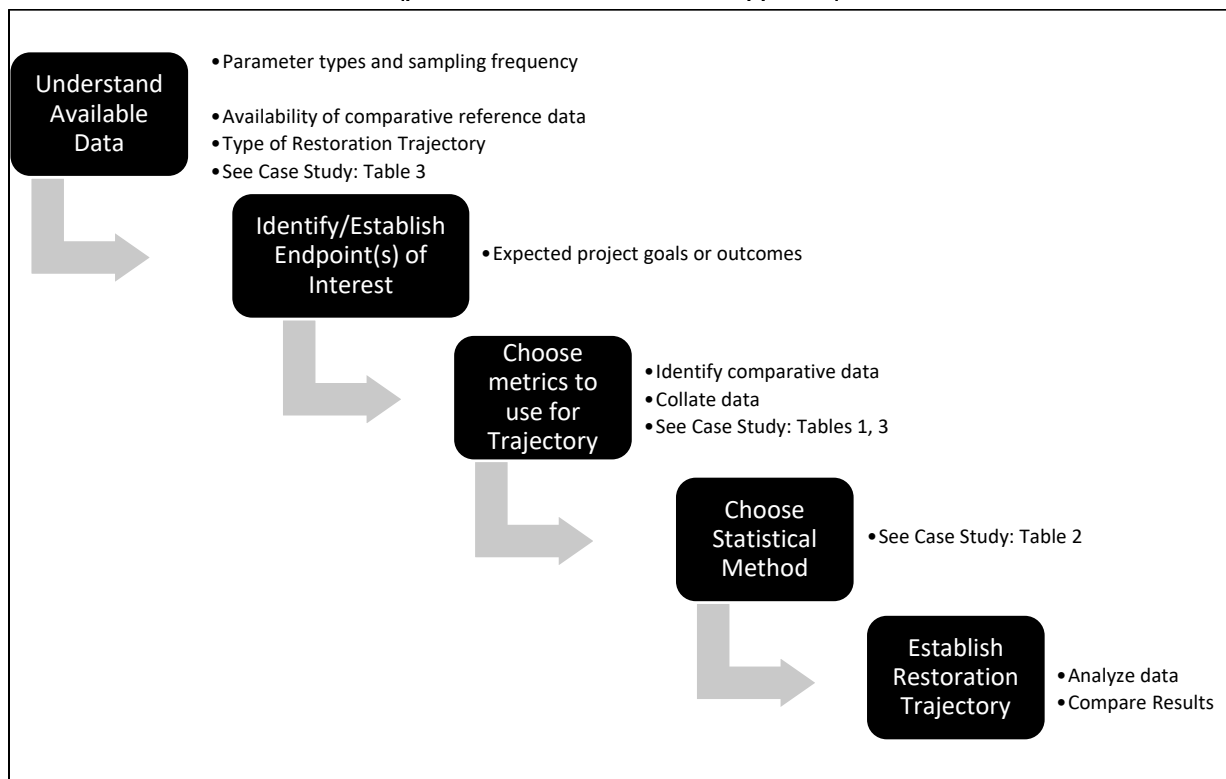 Understand
Available
Data
•Parameter types and sampling frequency
•Availability of comparative reference data
•Type of Restoration Trajectory
•See Case Study: Table 3
Identify/Establish
Endpoint(s) of
Interest
•Expected project goals or outcomes
Choose
metrics to
use for
Trajectory
•Identify comparative data
•Collate data
•See Case Study: Tables 1, 3
Choose
Statistical
Method
•See Case Study: Table 2
Establish
Restoration
Trajectory
•Analyze data
•Compare Results